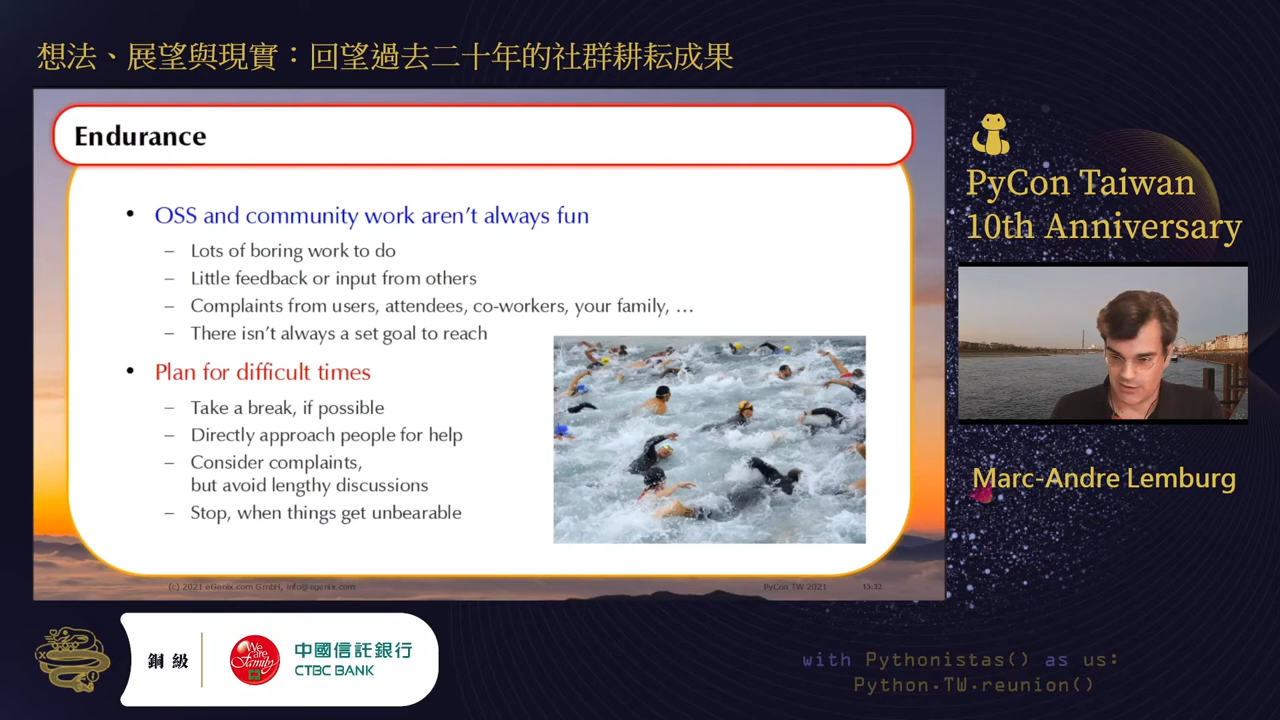 想法、展望與現實：回望過去二十年的社群耕耘成果
Endurance
• OSS and community work aren’t always fun
– Lots of boring work to do
– Little feedback or input from others
– Complaints from users, attendees, co-workers, your family, …
– There isn’t always a set goal to reach
• Plan for difficult times
– Take a break, if possible
– Directly approach people for help
– Consider complaints,
but avoid lengthy discussions
– Stop, when things get unbearable
(c) 2021 eGenix.com GmbH, info@egenix.com
PyCon TW 2021
15:32
PyCon Taiwan
10th Anniversary
Marc-Andre Lemburg
銅級
We are Family
中國信託銀行
CTBC BANK
with Pythonistas() as us:
Python.TW.reunion()